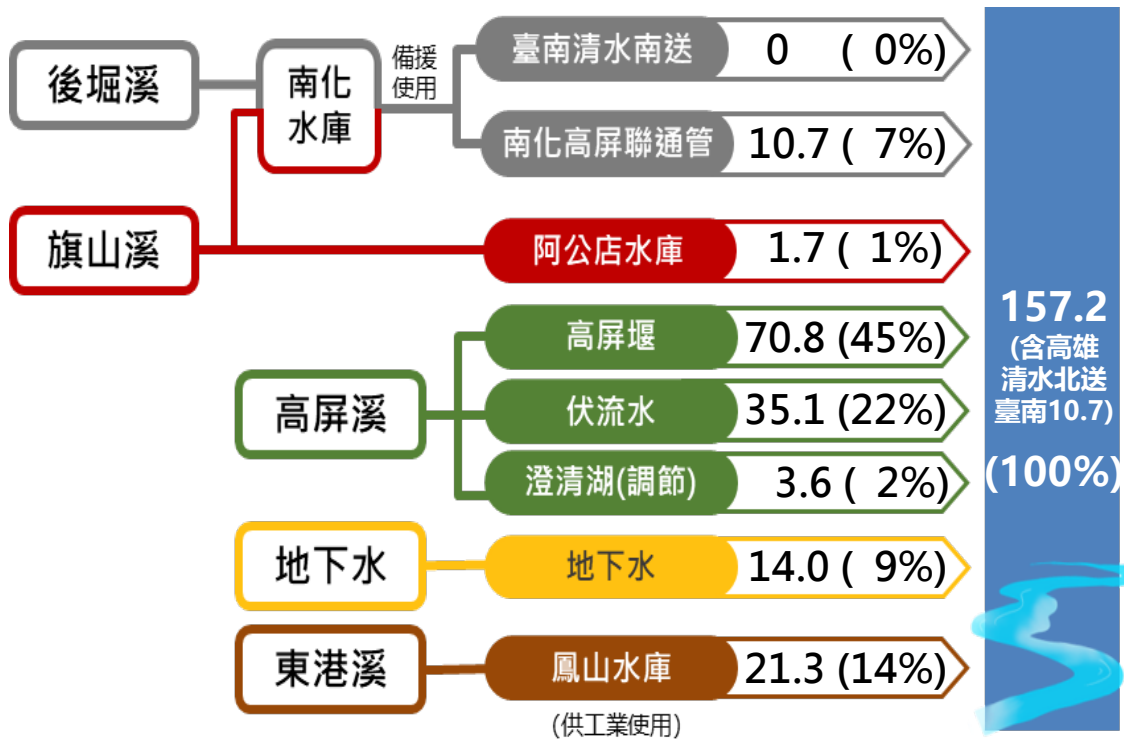 後堀溪
南化
水庫
備援
使用
臺南清水南送 0 ( 0%)
南化高屏聯通管 10.7 ( 7%)
旗山溪
阿公店水庫 1.7 ( 1%)
高屏溪
高屏堰 70.8 (45%)
伏流水 35.1 (22%)
澄清湖(調節) 3.6 ( 2%)
地下水
地下水 14.0 ( 9%)
東港溪
鳳山水庫 21.3 (14%)
(供工業使用)
157.2
(含高雄
清水北送
臺南10.7)
(100%)